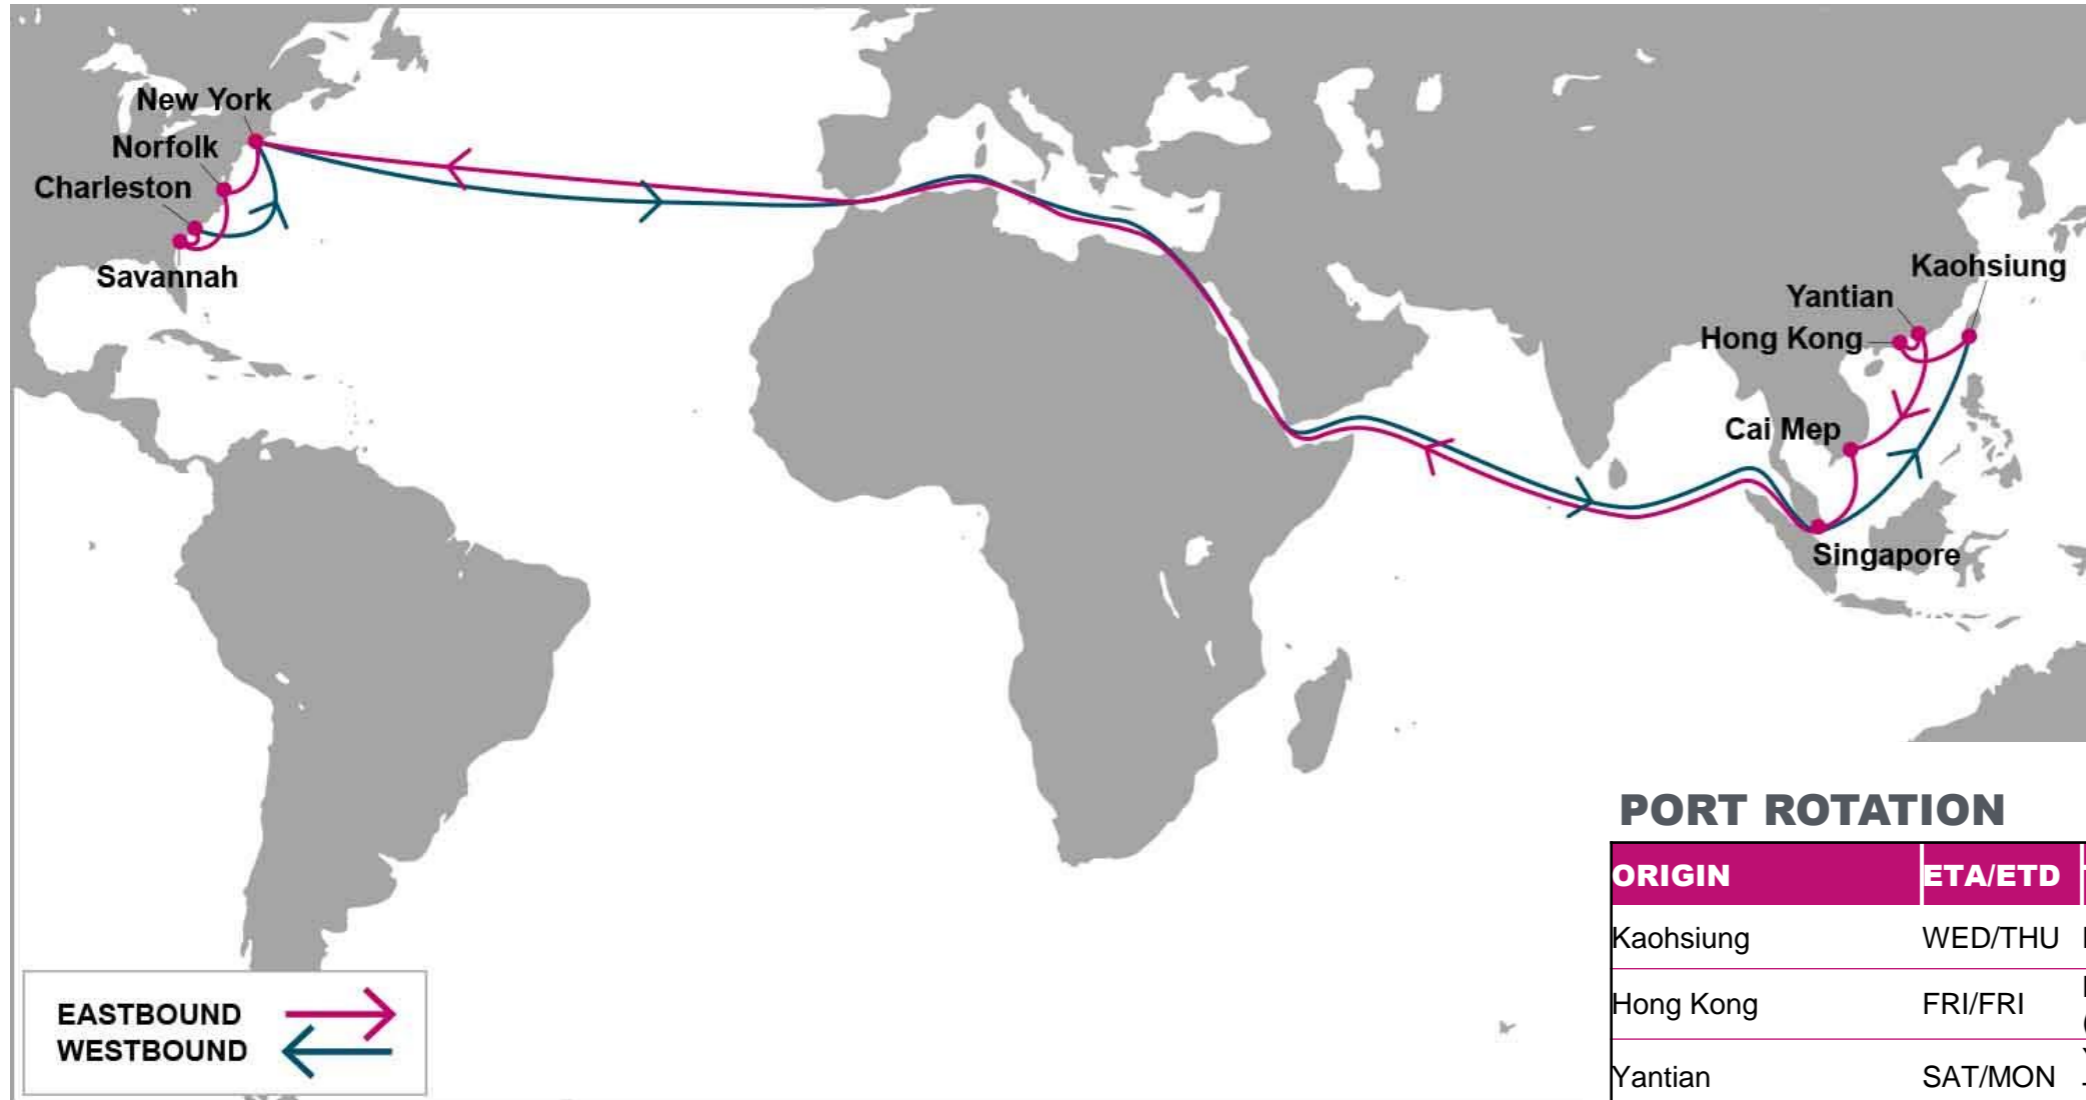 New York
Norfolk
Charleston
Savannah
Kaohsiung
Yantian
Hong Kong
Cai Mep
Singapore
EASTBOUND
WESTBOUND
PORT ROTATION
ORIGIN ETA/ETD
Kaohsiung WED/THU
Hong Kong FRI/FRI
Yantian SAT/MON